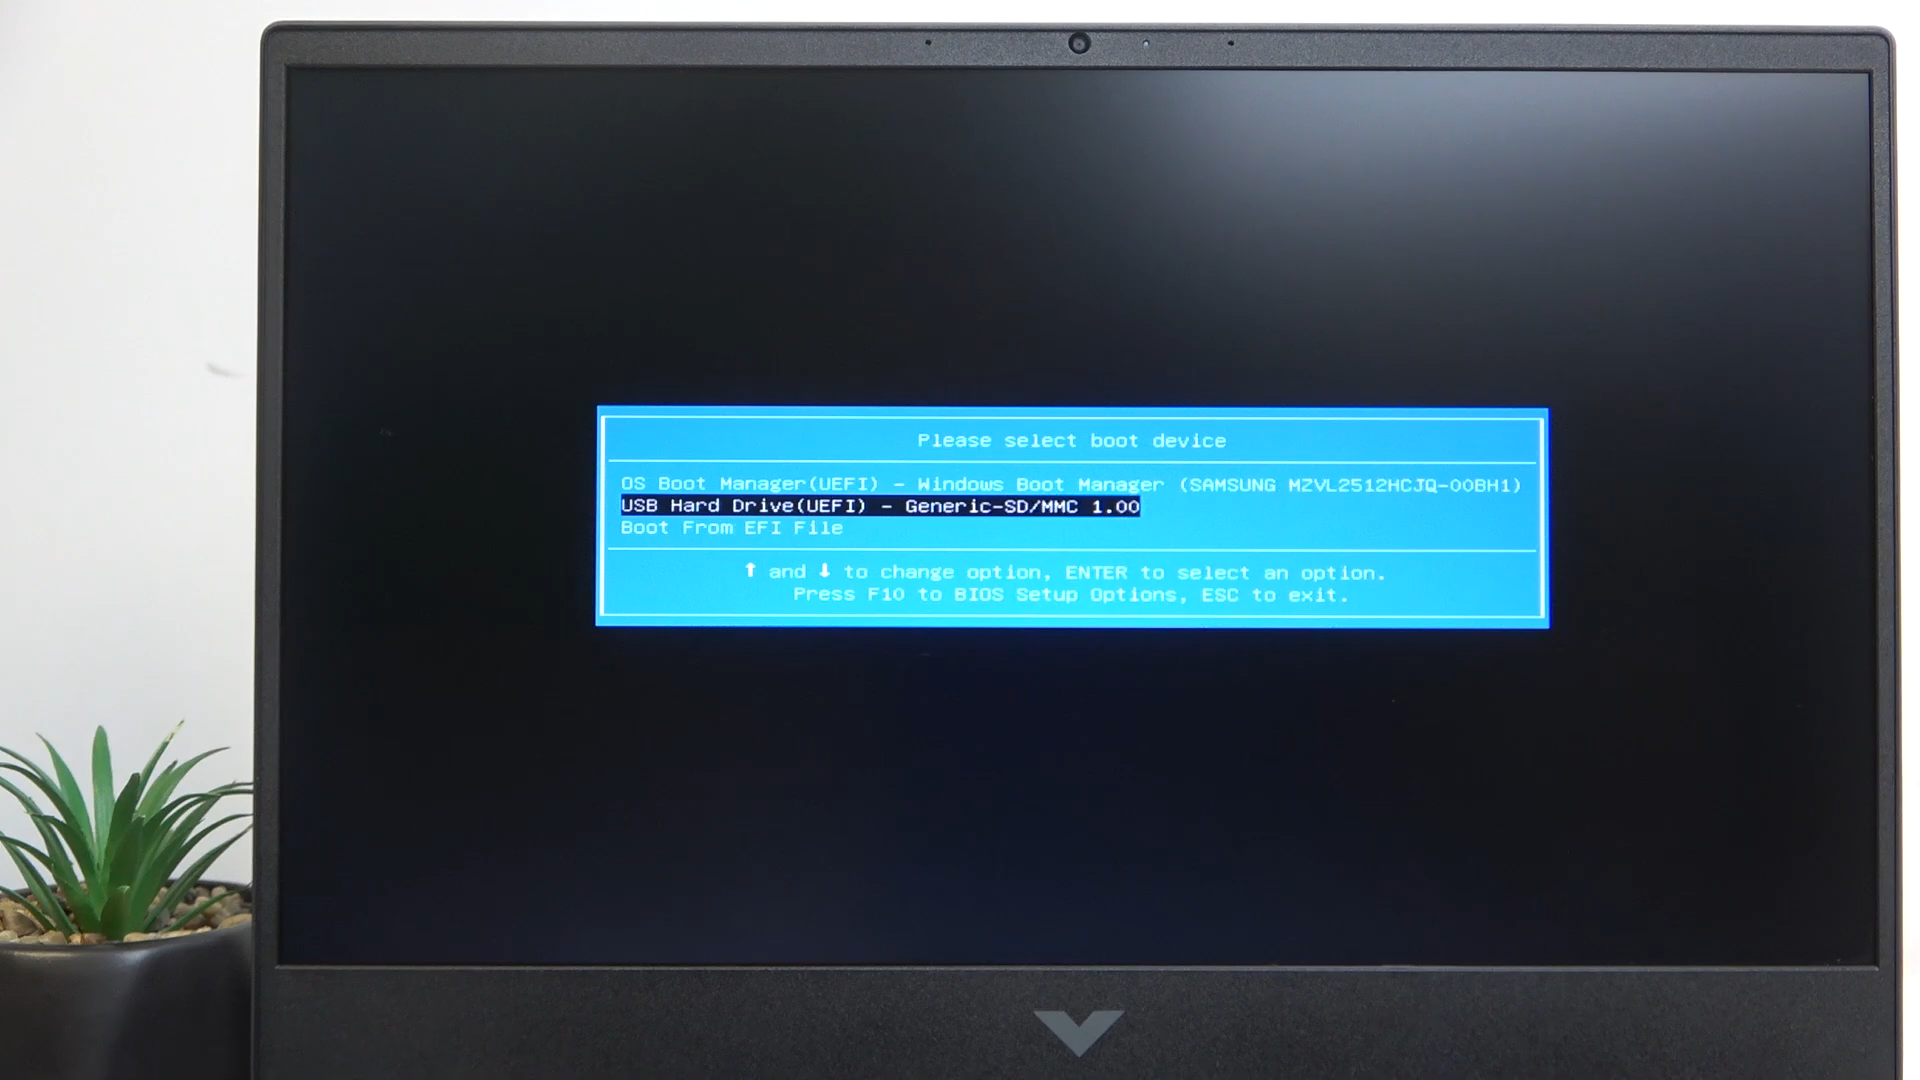 Please select boot device
OS Boot Manager(UEFI) - Windows Boot Manager (SAMSUNG MZVL2512HCJQ-00BH1)
USB Hard Drive(UEFI) - Generic-SD/MMC 1.00
Boot From EFI File
↑ and ↓ to change option, ENTER to select an option.
Press F10 to BIOS Setup Options, ESC to exit.